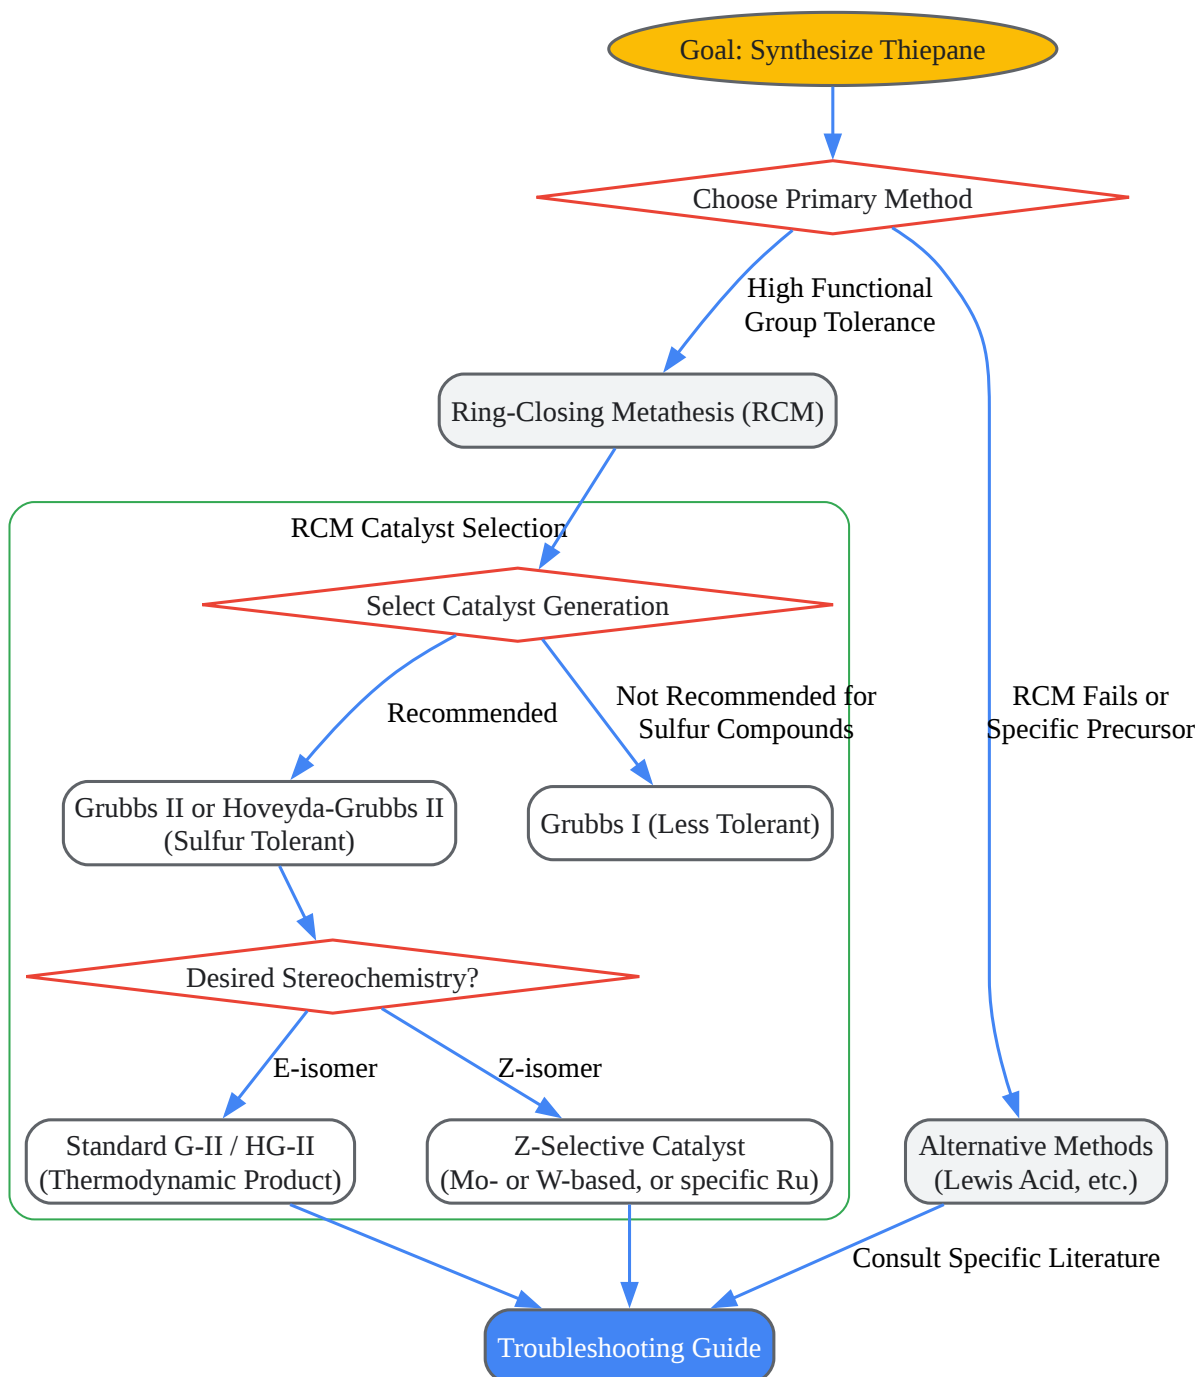 Goal: Synthesize Thiepane
Choose Primary Method
High Functional
Group Tolerance
Ring-Closing Metathesis (RCM)
RCM Catalyst Selection
Select Catalyst Generation
Recommended
Not Recommended for
Sulfur Compounds
RCM Fails or
Specific Precursor
Grubbs II or Hoveyda-Grubbs II
(Sulfur Tolerant)
Grubbs I (Less Tolerant)
Desired Stereochemistry?
E-isomer
Z-isomer
Standard G-II / HG-II
(Thermodynamic Product)
Z-Selective Catalyst
(Mo- or W-based, or specific Ru)
Alternative Methods
(Lewis Acid, etc.)
Consult Specific Literature
Troubleshooting Guide